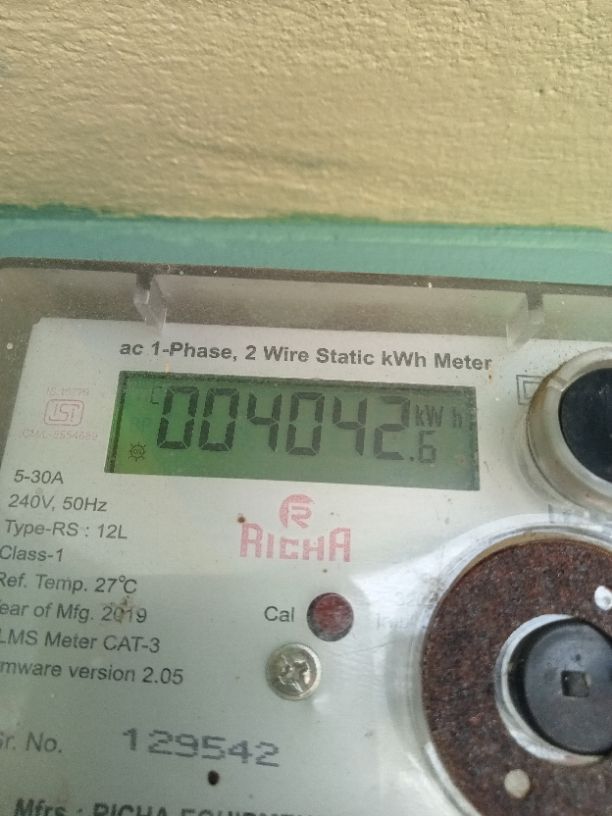 ac 1-Phase, 2 Wire Static kWh Meter
004042.6 kWh
5-30A
240V, 50Hz
Type-RS : 12L
Class-1
Ref. Temp. 27°C
Year of Mfg. 2019
LMS Meter CAT-3
mware version 2.05
RICHA
Cal
Sr. No. 129542
Mfrs : RICHA